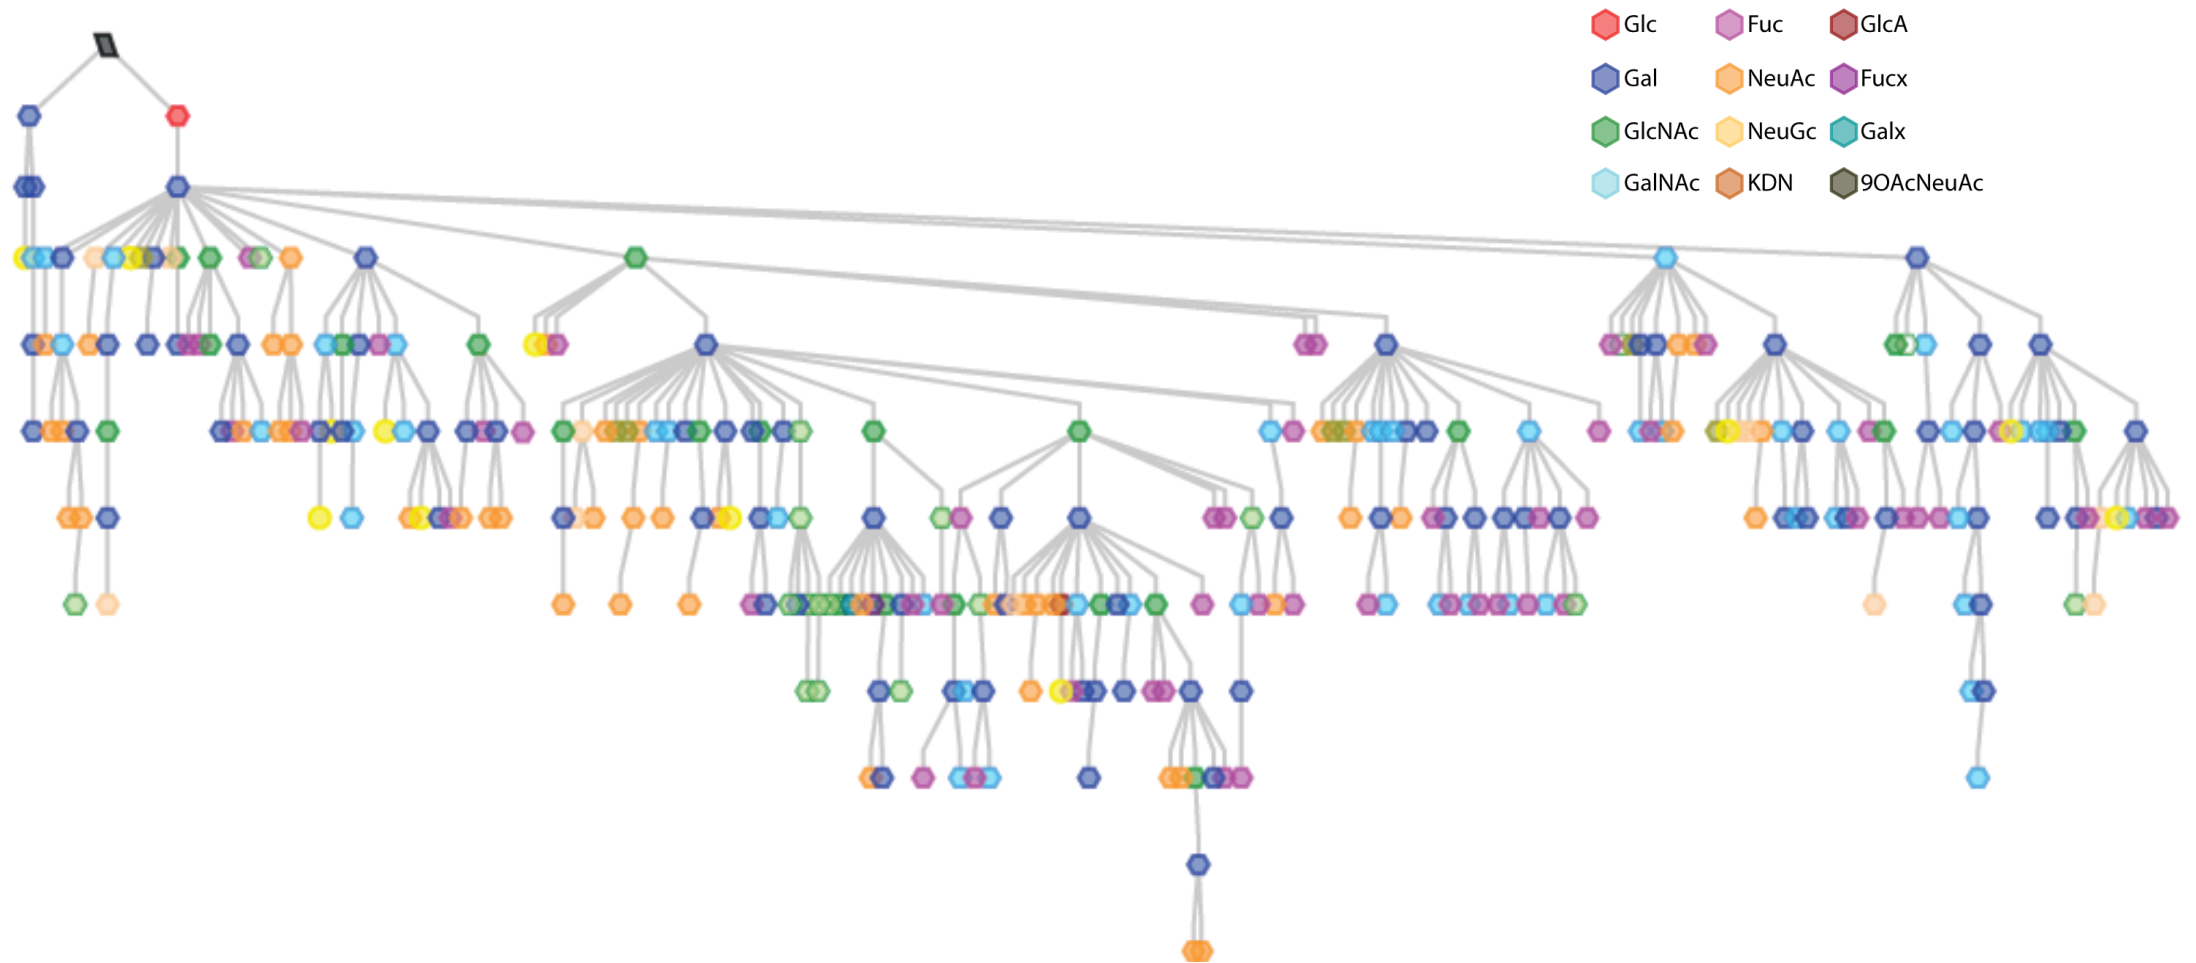 Glc Fuc GlcA
Gal NeuAc Fucx
GlcNAc NeuGc Galx
GalNAc KDN 9OAcNeuAc